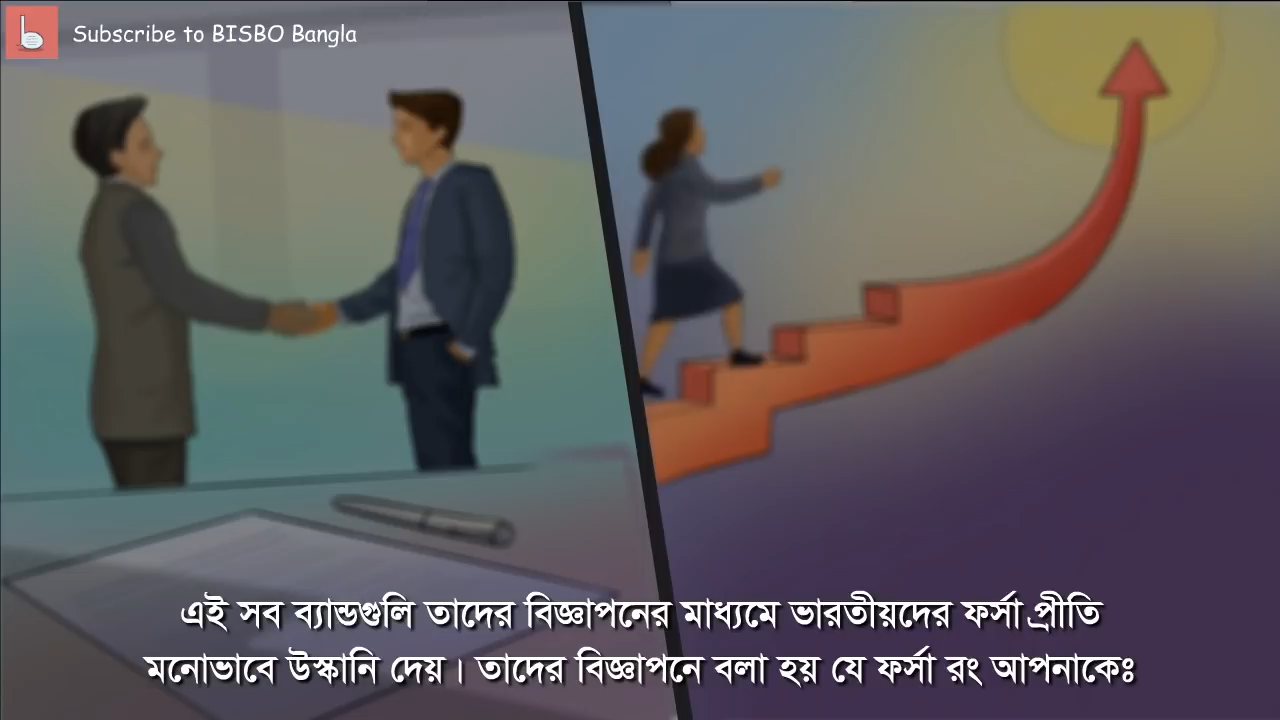 Subscribe to BISBO Bangla
এই সব ব্যান্ডগুলি তাদের বিজ্ঞাপনের মাধ্যমে ভারতীয়দের ফর্সা প্রীতি
মনোভাবে উস্কানি দেয়। তাদের বিজ্ঞাপনে বলা হয় যে ফর্সা রং আপনাকেঃ